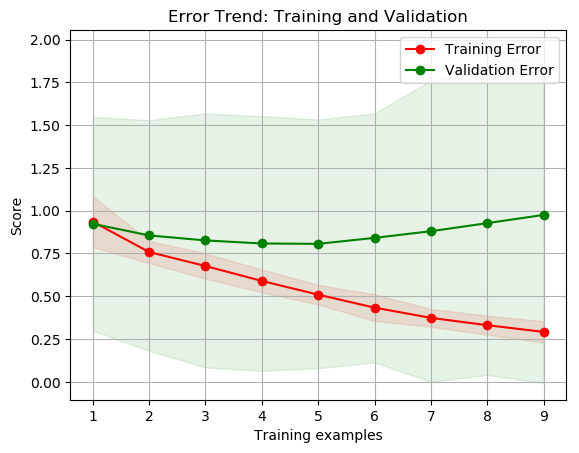 Error Trend: Training and Validation
Training Error
Validation Error
Score
2.00
1.75
1.50
1.25
1.00
0.75
0.50
0.25
0.00
1 2 3 4 5 6 7 8 9
Training examples